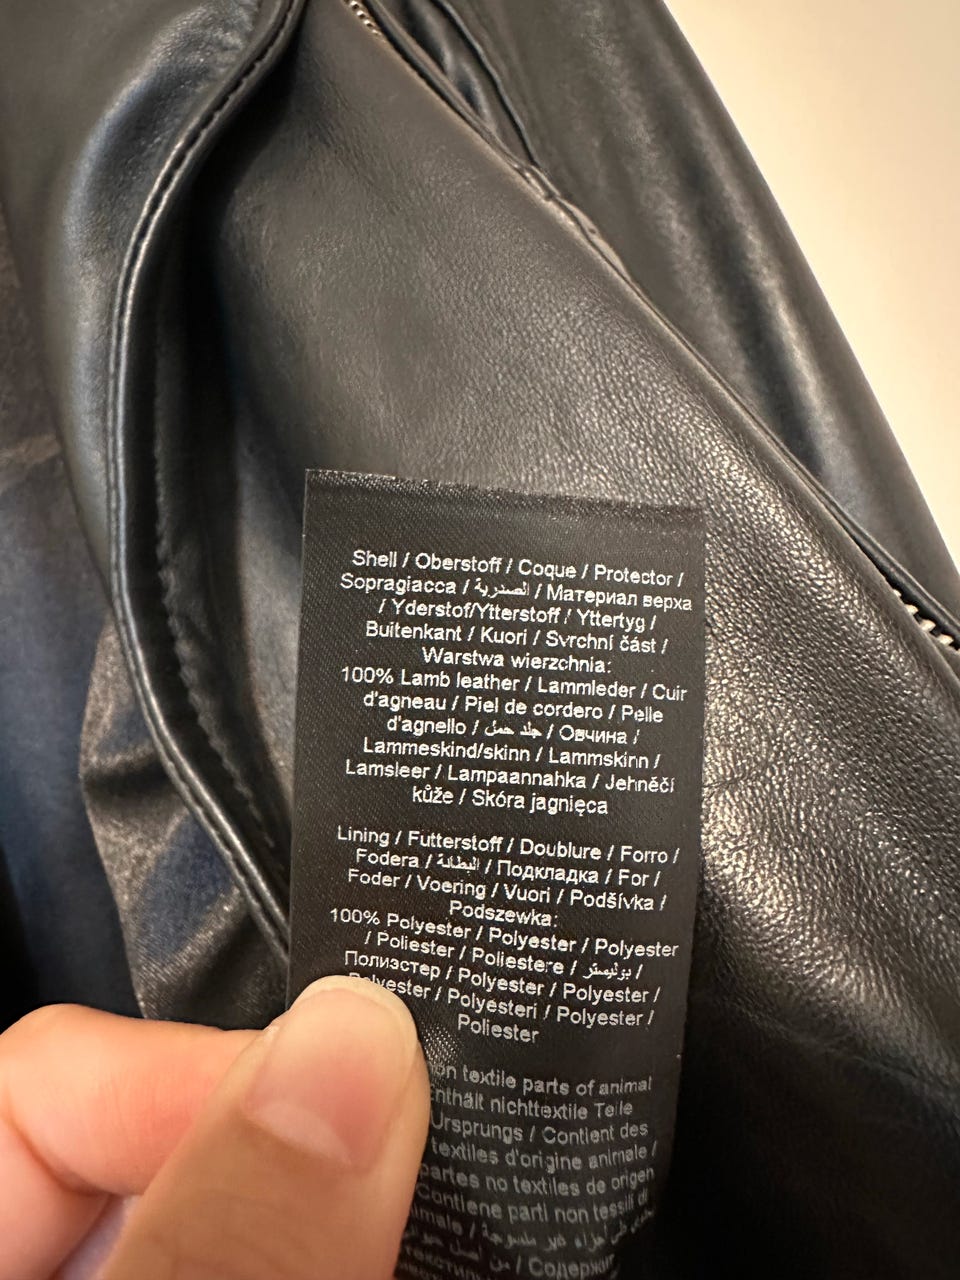 Shell / Oberstoff / Coque / Protector /
Sopragiacca / الصدرية / Материал верха
/ Yderstof/Ytterstoff / Yttertyg /
Buitenkant / Kuori / Svrchní část /
Warstwa wierzchnia:
100% Lamb leather / Lammleder / Cuir
d'agneau / Piel de cordero / Pelle
d'agnello / جلد حمل / Овчина /
Lammeskind/skinn / Lammskinn /
Lamsleer / Lampaannahka / Jehněčí
kůže / Skóra jagnięca
Lining / Futterstoff / Doublure / Forro /
Fodera / البطانة / Подкладка / For /
Foder / Voering / Vuori / Podšívka /
Podszewka:
100% Polyester / Polyester / Polyester
/ Poliester / Poliestere / بوليستر /
Полиэстер / Polyester / Polyester /
Polyester / Polyesteri / Polyester /
Poliester
textile parts of animal
nichttextile Teile
Ursprungs / Contient des
textiles d'origine animale /
partes no textiles de origen
Contiene parti non tessili di
/ Содержит